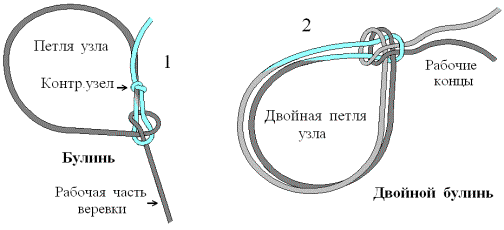 Петля узла
1
Контр.узел
Булинь
Рабочая часть
веревки
2
Рабочие
концы
Двойная петля
узла
Двойной булинь